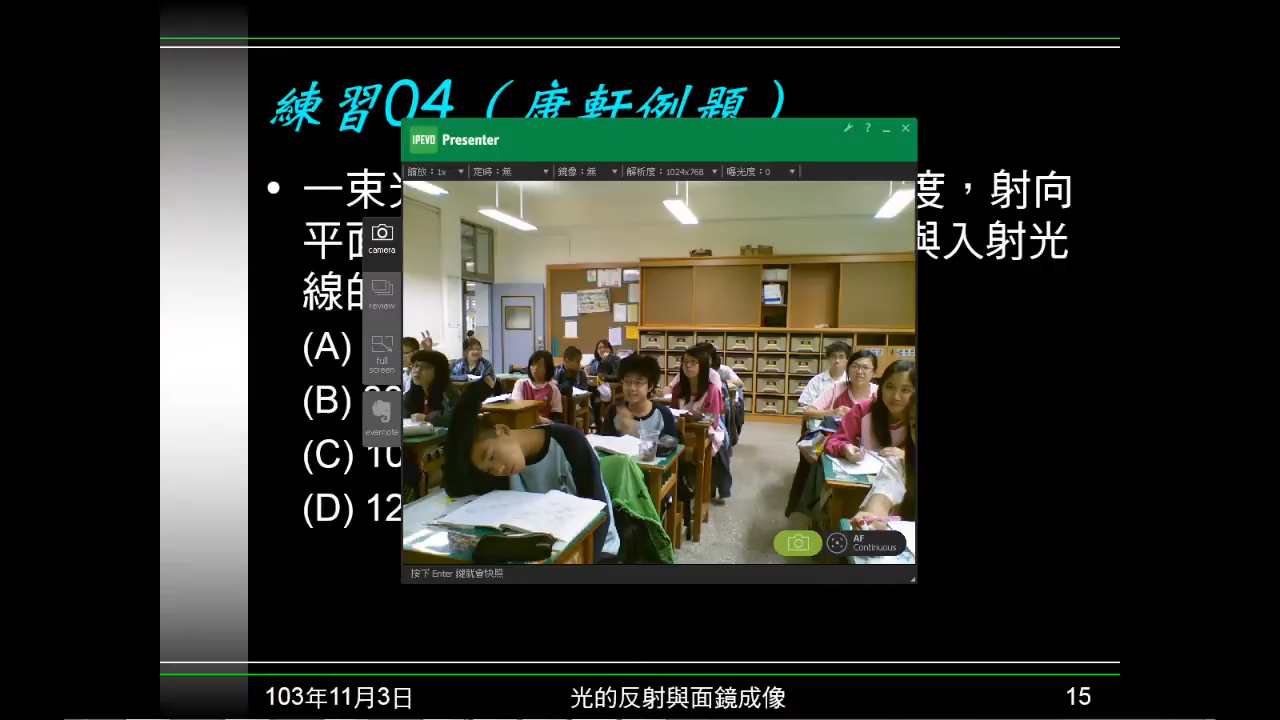 練習04（康軒例題）
IPEVO Presenter
縮放：1x 定時：無 鏡像：無 解析度：1024x768 曝光度：0
• 一束光 度，射向
平面 與入射光
線的
(A)
(B)
(C) 10
(D) 12
camera
review
full
screen
evernote
AF
Continuous
按下 Enter 鍵就會快照
103年11月3日 光的反射與面鏡成像 15